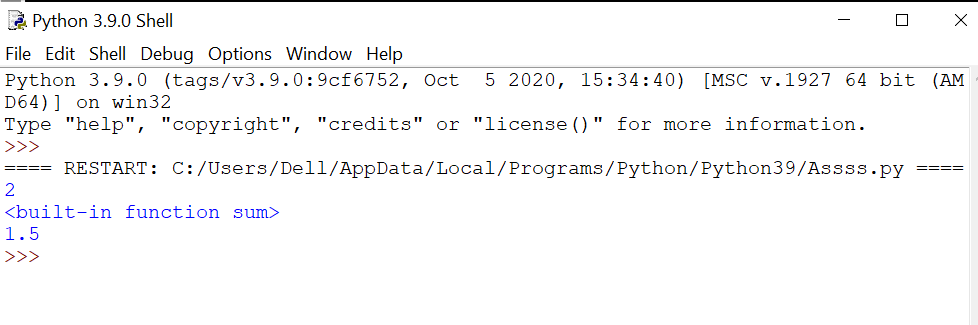 Python 3.9.0 Shell
File Edit Shell Debug Options Window Help
Python 3.9.0 (tags/v3.9.0:9cf6752, Oct  5 2020, 15:34:40) [MSC v.1927 64 bit (AM
D64)] on win32
Type "help", "copyright", "credits" or "license()" for more information.
>>>
==== RESTART: C:/Users/Dell/AppData/Local/Programs/Python/Python39/Assss.py ====
2
<built-in function sum>
1.5
>>>